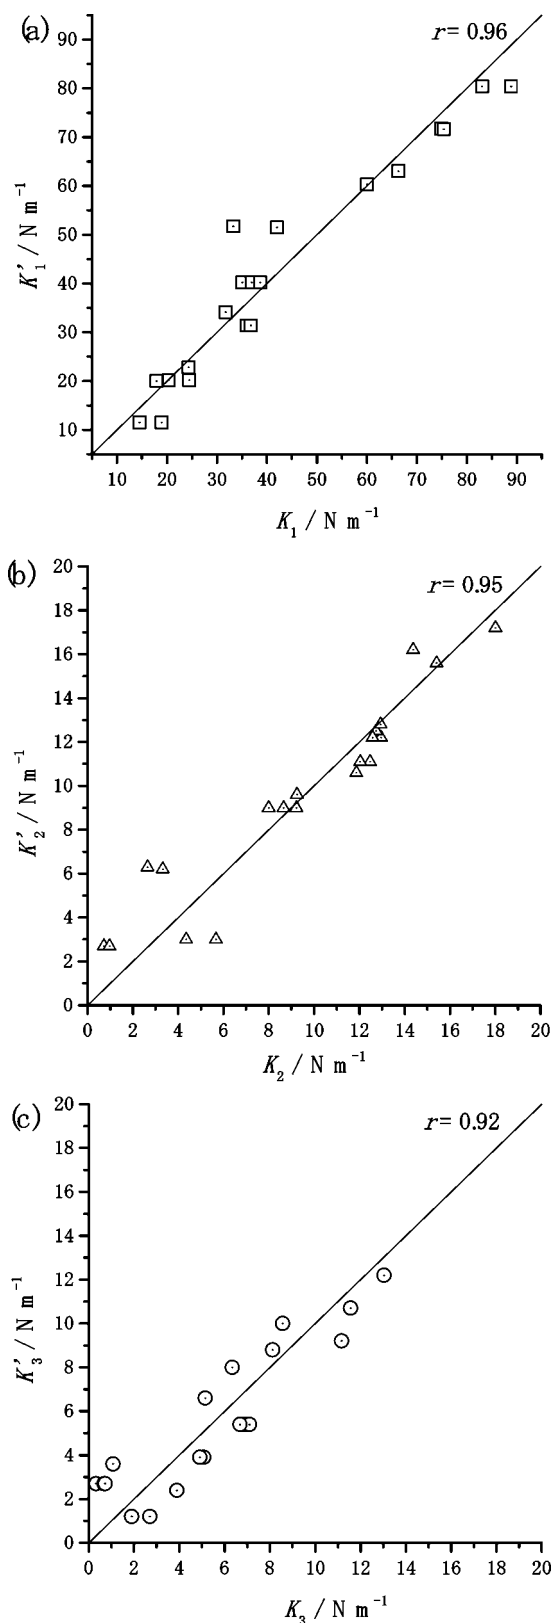 (a)
r = 0.96
95
80
70
60
50
40
30
20
10
K′₁ / N m⁻¹
10 20 30 40 50 60 70 80 90
K₁ / N m⁻¹
(b)
r = 0.95
20
18
16
14
12
10
8
6
4
2
0
K′₂ / N m⁻¹
0 2 4 6 8 10 12 14 16 18 20
K₂ / N m⁻¹
(c)
r = 0.92
20
18
16
14
12
10
8
6
4
2
0
K′₃ / N m⁻¹
0 2 4 6 8 10 12 14 16 18 20
K₃ / N m⁻¹